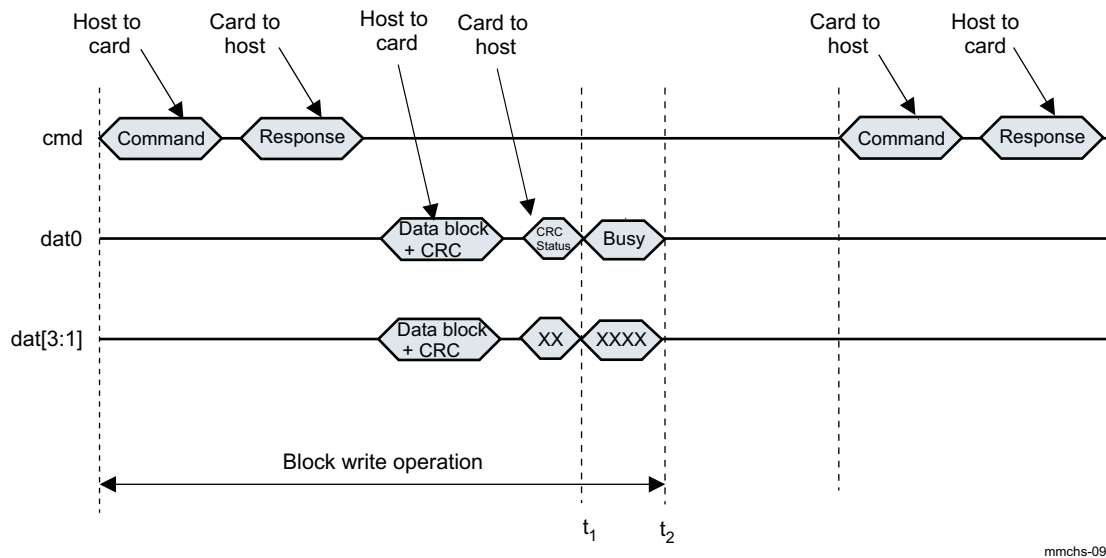 Host to
card
Card to
host
Host to
card
Card to
host
Card to
host
Host to
card
cmd
Command
Response
Command
Response
dat0
Data block
+ CRC
CRC
Status
Busy
dat[3:1]
Data block
+ CRC
XX
XXXX
Block write operation
t1
t2
mmchs-09